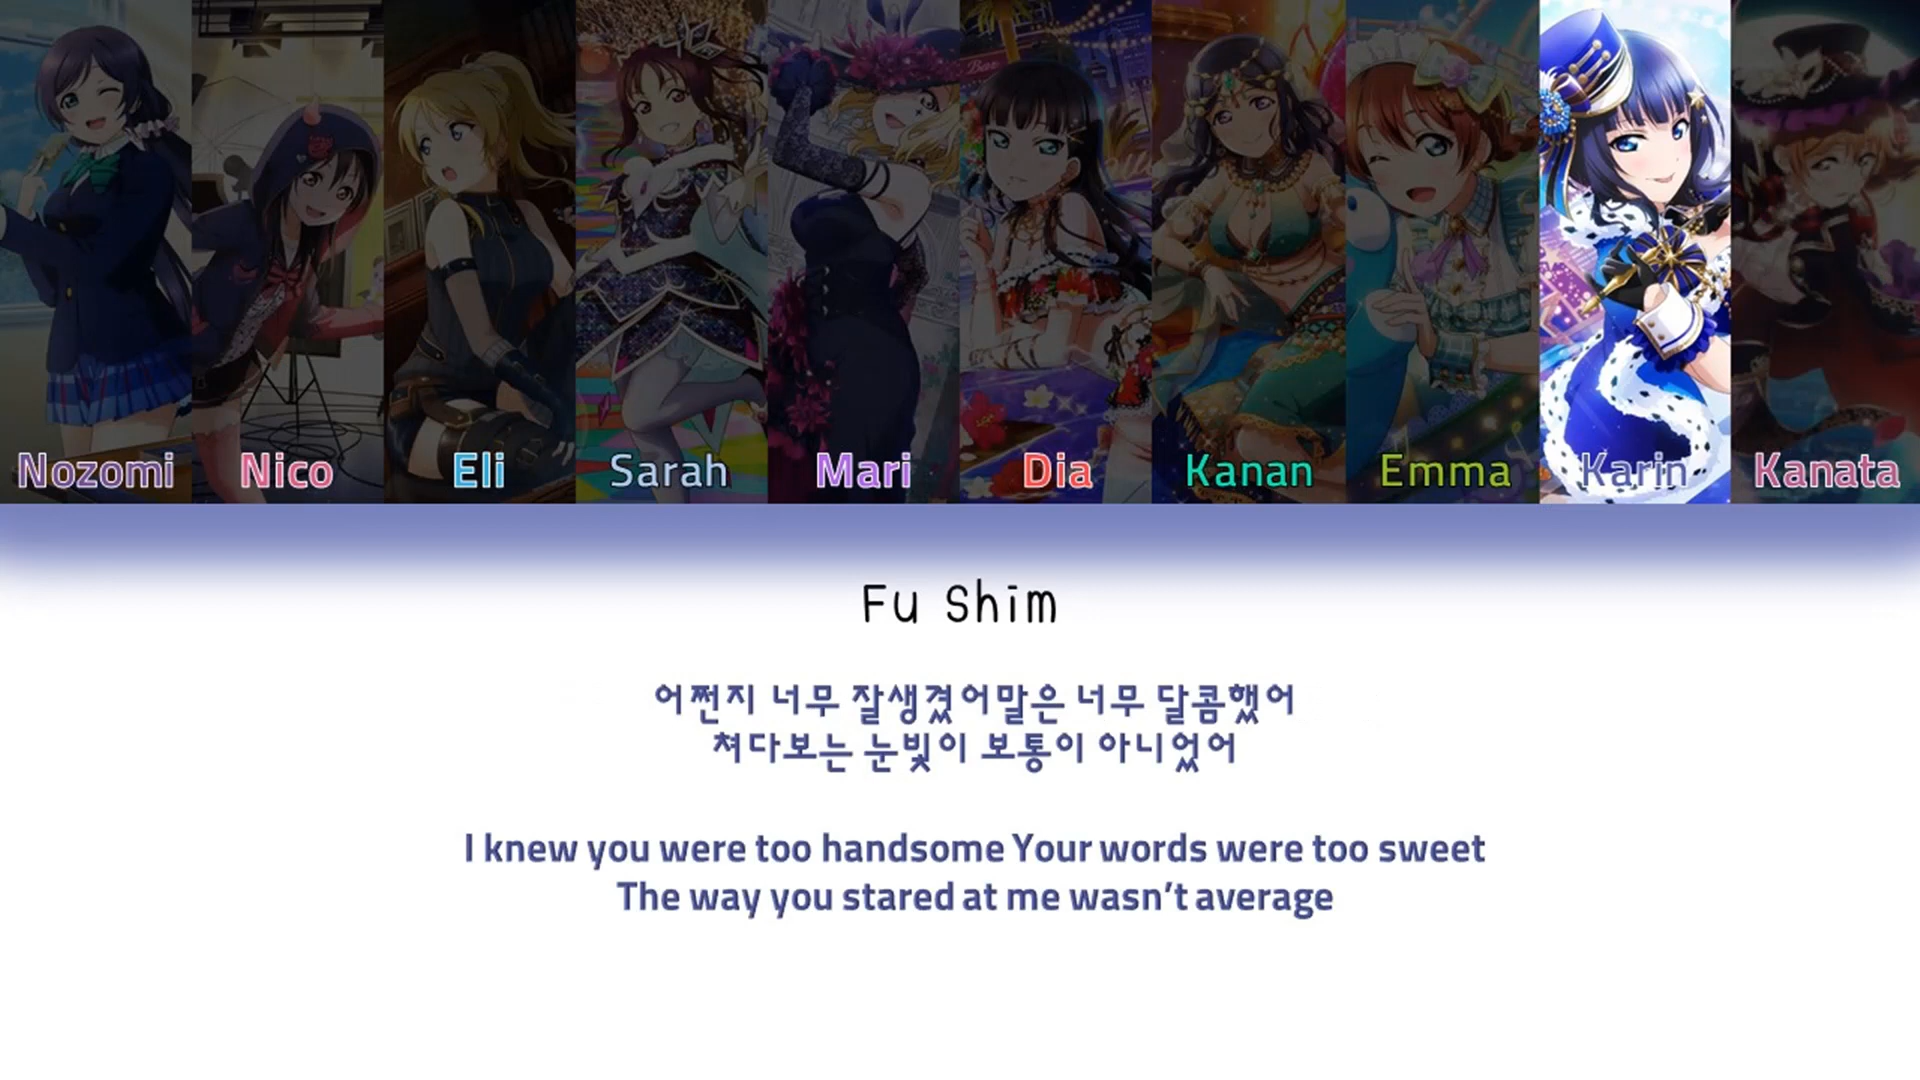 Bar
Nozomi
Nico
Eli
Sarah
Mari
Dia
Kanan
Emma
Karin
Kanata
Fu Shim
어쩐지 너무 잘생겼어말은 너무 달콤했어
쳐다보는 눈빛이 보통이 아니었어
I knew you were too handsome Your words were too sweet
The way you stared at me wasn't average